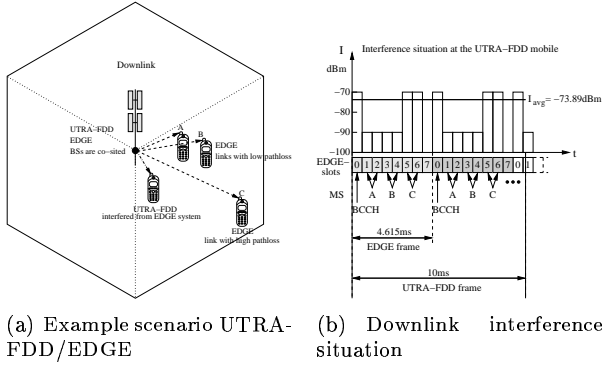 Downlink
UTRA–FDD
EDGE
BSs are co–sited
A
B
EDGE
links with low pathloss
UTRA–FDD
interfered from EDGE system
C
EDGE
link with high pathloss
(a) Example scenario UTRA-
FDD/EDGE
I Interference situation at the UTRA–FDD mobile
dBm
–70
I avg = –73.89dBm
–80
–90
–100
t
EDGE–
slots
0 1 2 3 4 5 6 7 0 1 2 3 4 5 6 7 0 1
MS A B C A B C
BCCH BCCH
4.615ms
EDGE frame
10ms
UTRA–FDD frame
(b) Downlink interference
situation